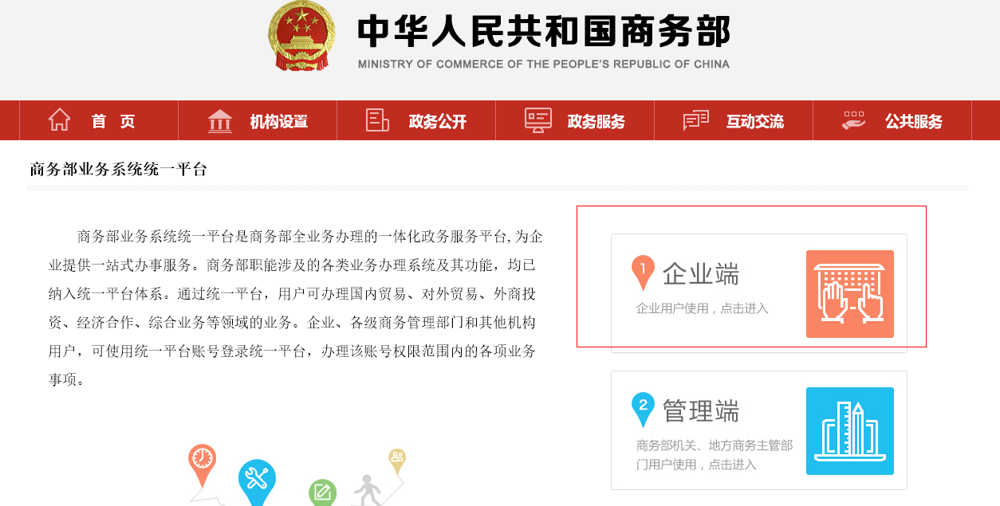 中华人民共和国商务部
MINISTRY OF COMMERCE OF THE PEOPLE'S REPUBLIC OF CHINA
首 页 机构设置 政务公开 政务服务 互动交流 公共服务
商务部业务系统统一平台
商务部业务系统统一平台是商务部全业务办理的一体化政务服务平台, 为企
业提供一站式办事服务。商务部职能涉及的各类业务办理系统及其功能，均已
纳入统一平台体系。通过统一平台，用户可办理国内贸易、对外贸易、外商投
资、经济合作、综合业务等领域的业务。企业、各级商务管理部门和其他机构
用户，可使用统一平台账号登录统一平台，办理该账号权限范围内的各项业务
事项。
1 企业端
企业用户使用，点击进入
2 管理端
商务部机关、地方商务主管部
门用户使用，点击进入